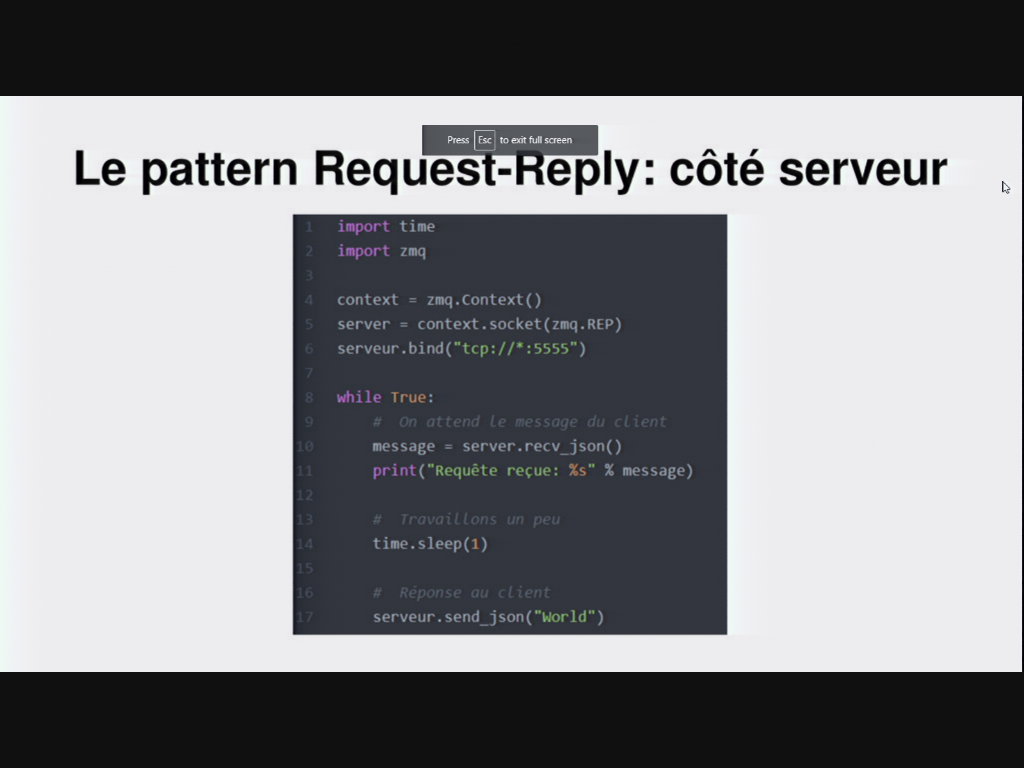 Press Esc to exit full screen
Le pattern Request-Reply: côté serveur
1 import time
2 import zmq
3
4 context = zmq.Context()
5 server = context.socket(zmq.REP)
6 serveur.bind("tcp://*:5555")
7
8 while True:
9 # On attend le message du client
10 message = server.recv_json()
11 print("Requête reçue: %s" % message)
12
13 # Travaillons un peu
14 time.sleep(1)
15
16 # Réponse au client
17 serveur.send_json("World")